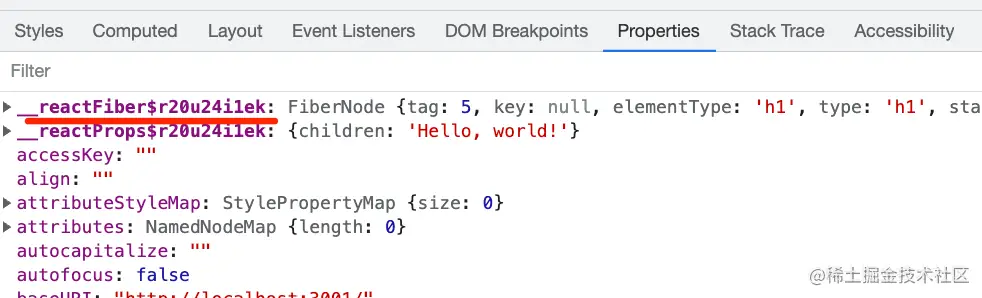 Styles Computed Layout Event Listeners DOM Breakpoints Properties Stack Trace Accessibility
Filter
__reactFiber$r20u24i1ek: FiberNode {tag: 5, key: null, elementType: 'h1', type: 'h1', sta
__reactProps$r20u24i1ek: {children: 'Hello, world!'}
accessKey: ""
align: ""
attributeStyleMap: StylePropertyMap {size: 0}
attributes: NamedNodeMap {length: 0}
autocapitalize: ""
autofocus: false
baseURI: "http://localhost:3001/"
@稀土掘金技术社区